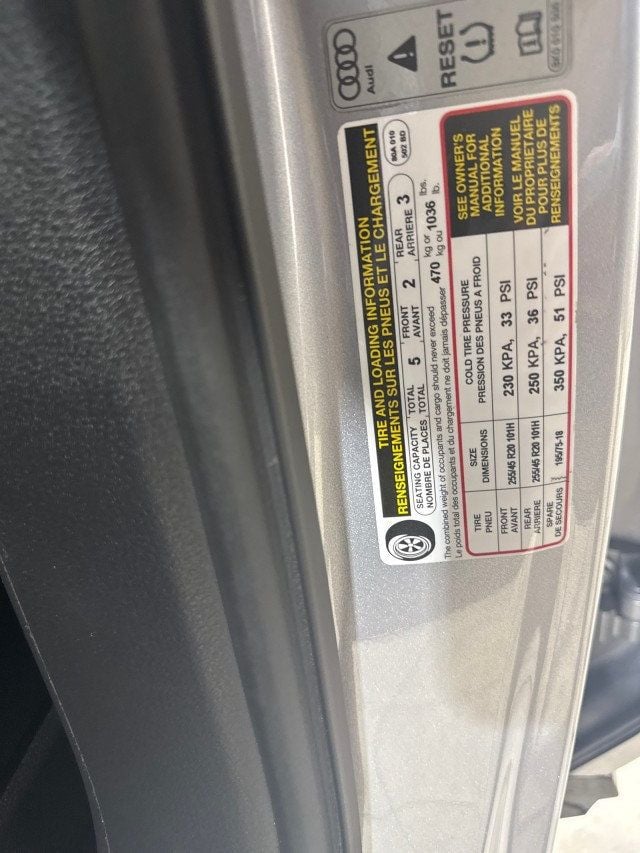 TIRE AND LOADING INFORMATION
RENSEIGNEMENTS SUR LES PNEUS ET LE CHARGEMENT
80A 010
502 BD
SEATING CAPACITY TOTAL 5 FRONT 2 REAR 3
NOMBRE DE PLACES TOTAL AVANT ARRIERE
The combined weight of occupants and cargo should never exceed 470 kg or 1036 lbs.
Le poids total des occupants et du chargement ne doit jamais dépasser kg ou lb.
TIRE SIZE COLD TIRE PRESSURE
PNEU DIMENSIONS PRESSION DES PNEUS A FROID
FRONT
AVANT 255/45 R20 101H 230 KPA, 33 PSI
REAR
ARRIERE 255/45 R20 101H 250 KPA, 36 PSI
SPARE
DE SECOURS 195/75-18 350 KPA, 51 PSI
SEE OWNER'S
MANUAL FOR
ADDITIONAL
INFORMATION
VOIR LE MANUEL
DU PROPRIETAIRE
POUR PLUS DE
RENSEIGNEMENTS
Audi
RESET